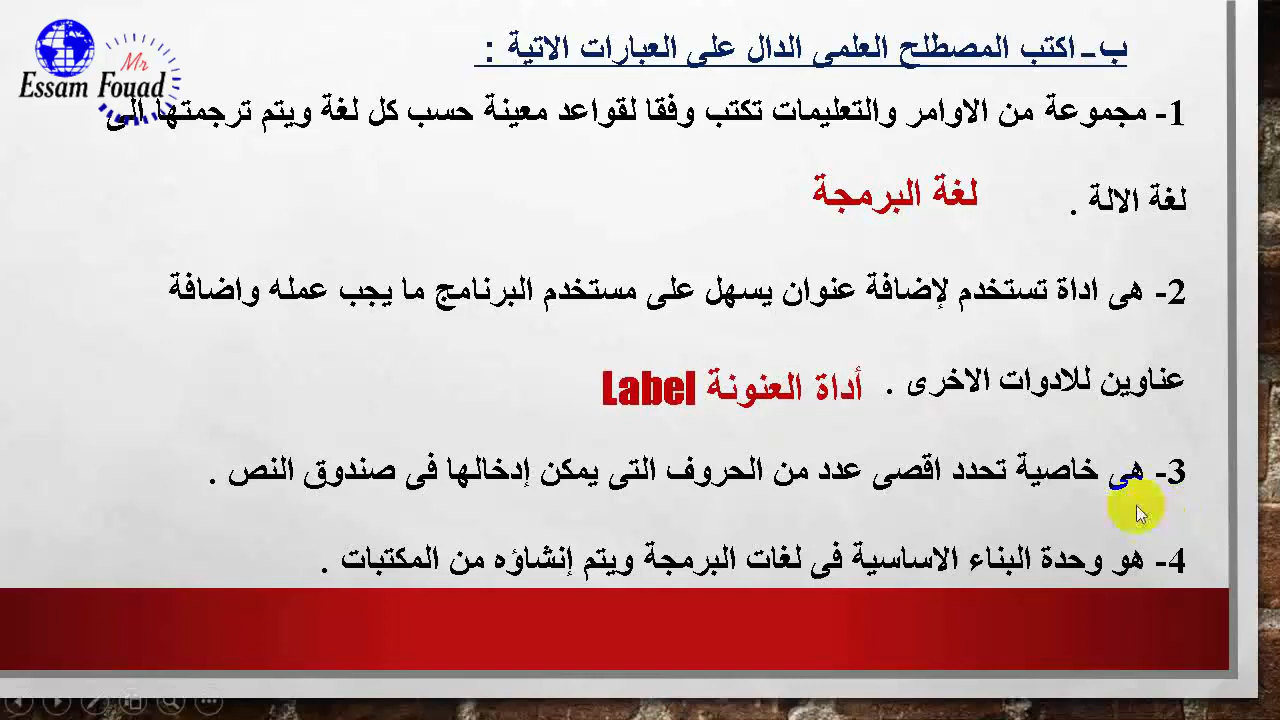 Mr
Essam Fouad
ب- اكتب المصطلح العلمى الدال على العبارات الاتية :
1- مجموعة من الاوامر والتعليمات تكتب وفقا لقواعد معينة حسب كل لغة ويتم ترجمتها الى
لغة الالة . لغة البرمجة
2- هى اداة تستخدم لإضافة عنوان يسهل على مستخدم البرنامج ما يجب عمله واضافة
عناوين للادوات الاخرى . أداة العنونة Label
3- هى خاصية تحدد اقصى عدد من الحروف التى يمكن إدخالها فى صندوق النص .
4- هو وحدة البناء الاساسية فى لغات البرمجة ويتم إنشاؤه من المكتبات .